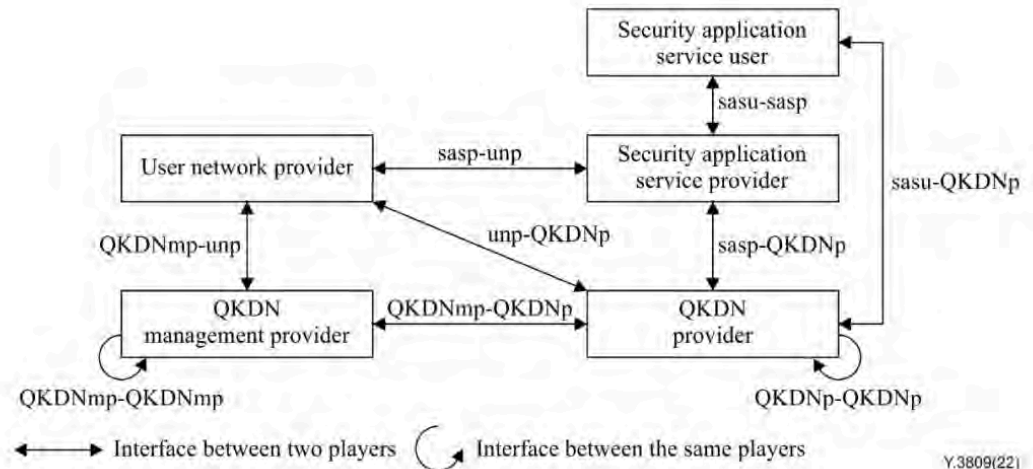 Security application
service user
sasu-sasp
User network provider
sasp-unp
Security application
service provider
sasu-QKDNp
QKDNmp-unp
unp-QKDNp
sasp-QKDNp
QKDN
management provider
QKDNmp-QKDNp
QKDN
provider
QKDNmp-QKDNmp
QKDNp-QKDNp
Interface between two players
Interface between the same players
Y.3809(22)